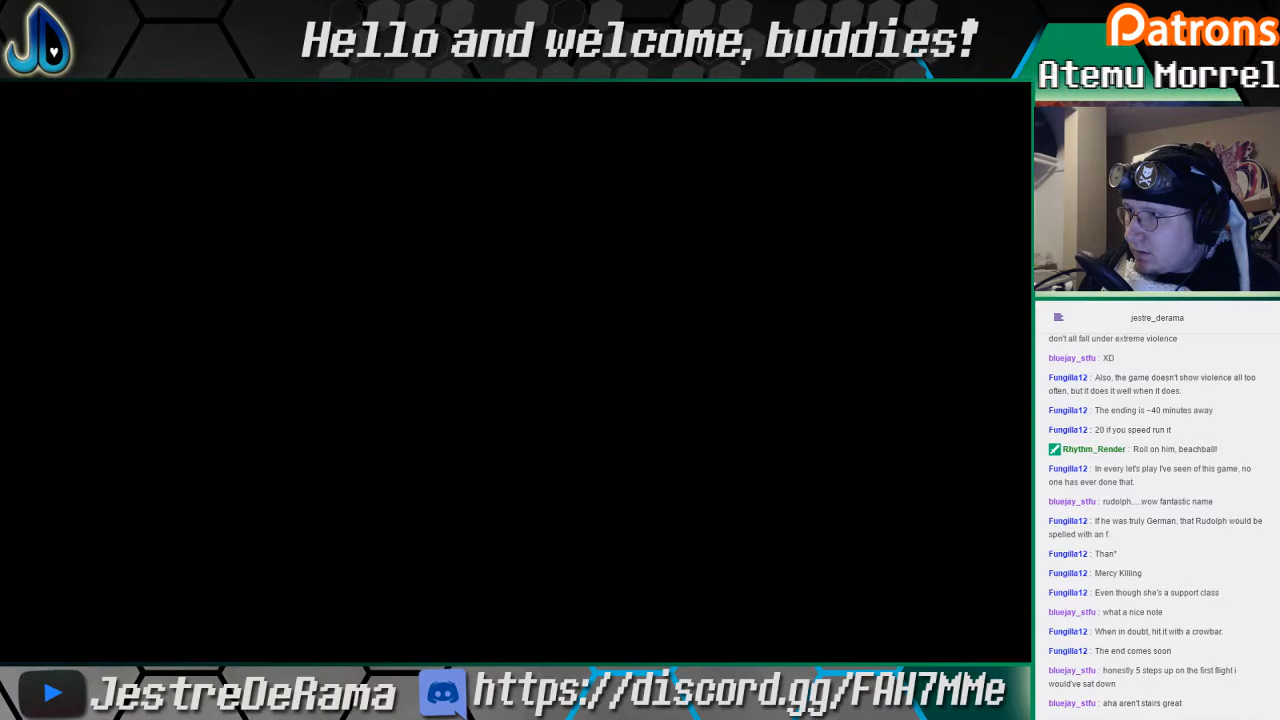 Hello and welcome, buddies!
Patrons
Atemu Morrel
jestre_derama
don't all fall under extreme violence
bluejay_stfu : XD
Fungilla12 : Also, the game doesn't show violence all too
often, but it does it well when it does.
Fungilla12 : The ending is ~40 minutes away
Fungilla12 : 20 if you speed run it
Rhythm_Render : Roll on him, beachball!
Fungilla12 : In every let's play I've seen of this game, no
one has ever done that.
bluejay_stfu : rudolph.....wow fantastic name
Fungilla12 : If he was truly German, that Rudolph would be
spelled with an f.
Fungilla12 : Than*
Fungilla12 : Mercy Killing
Fungilla12 : Even though she's a support class
bluejay_stfu : what a nice note
Fungilla12 : When in doubt, hit it with a crowbar.
Fungilla12 : The end comes soon
bluejay_stfu : honestly 5 steps up on the first flight i
would've sat down
bluejay_stfu : aha aren't stairs great
JestreDeRama
https://discord.gg/FAH7MMe